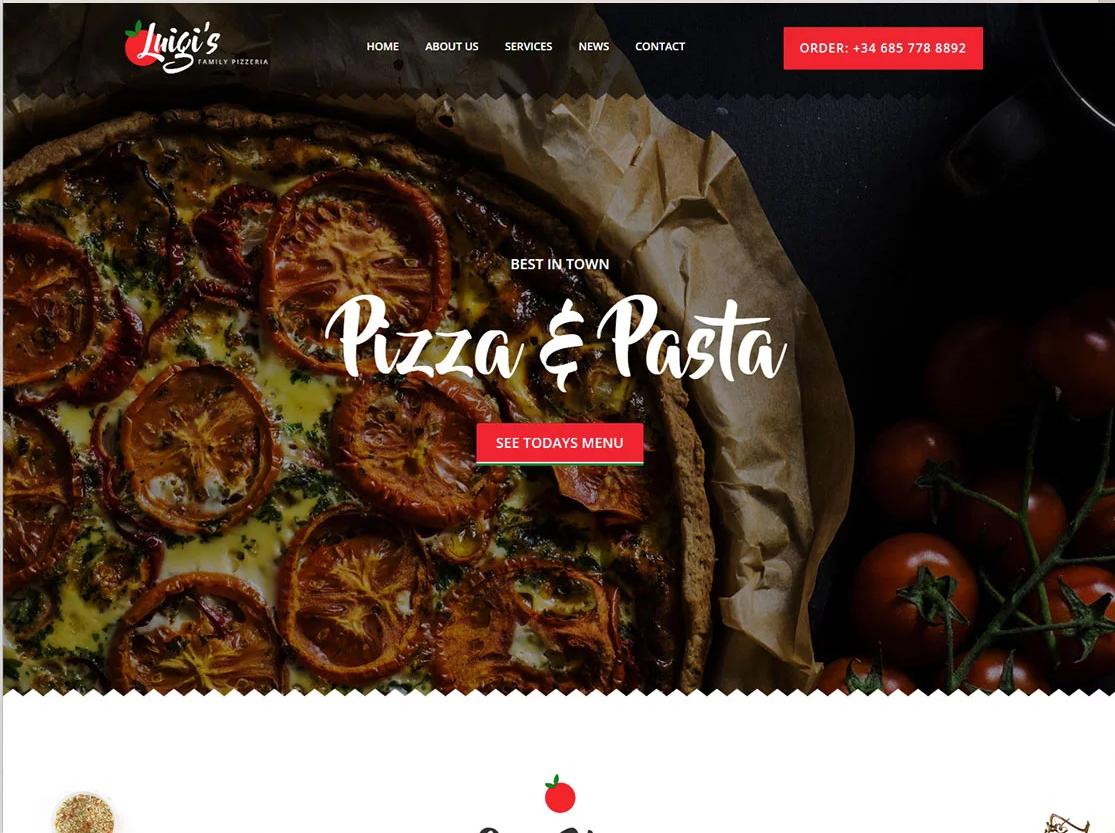 Luigi's
FAMILY PIZZERIA
HOME ABOUT US SERVICES NEWS CONTACT
ORDER: +34 685 778 8892
BEST IN TOWN
Pizza & Pasta
SEE TODAYS MENU